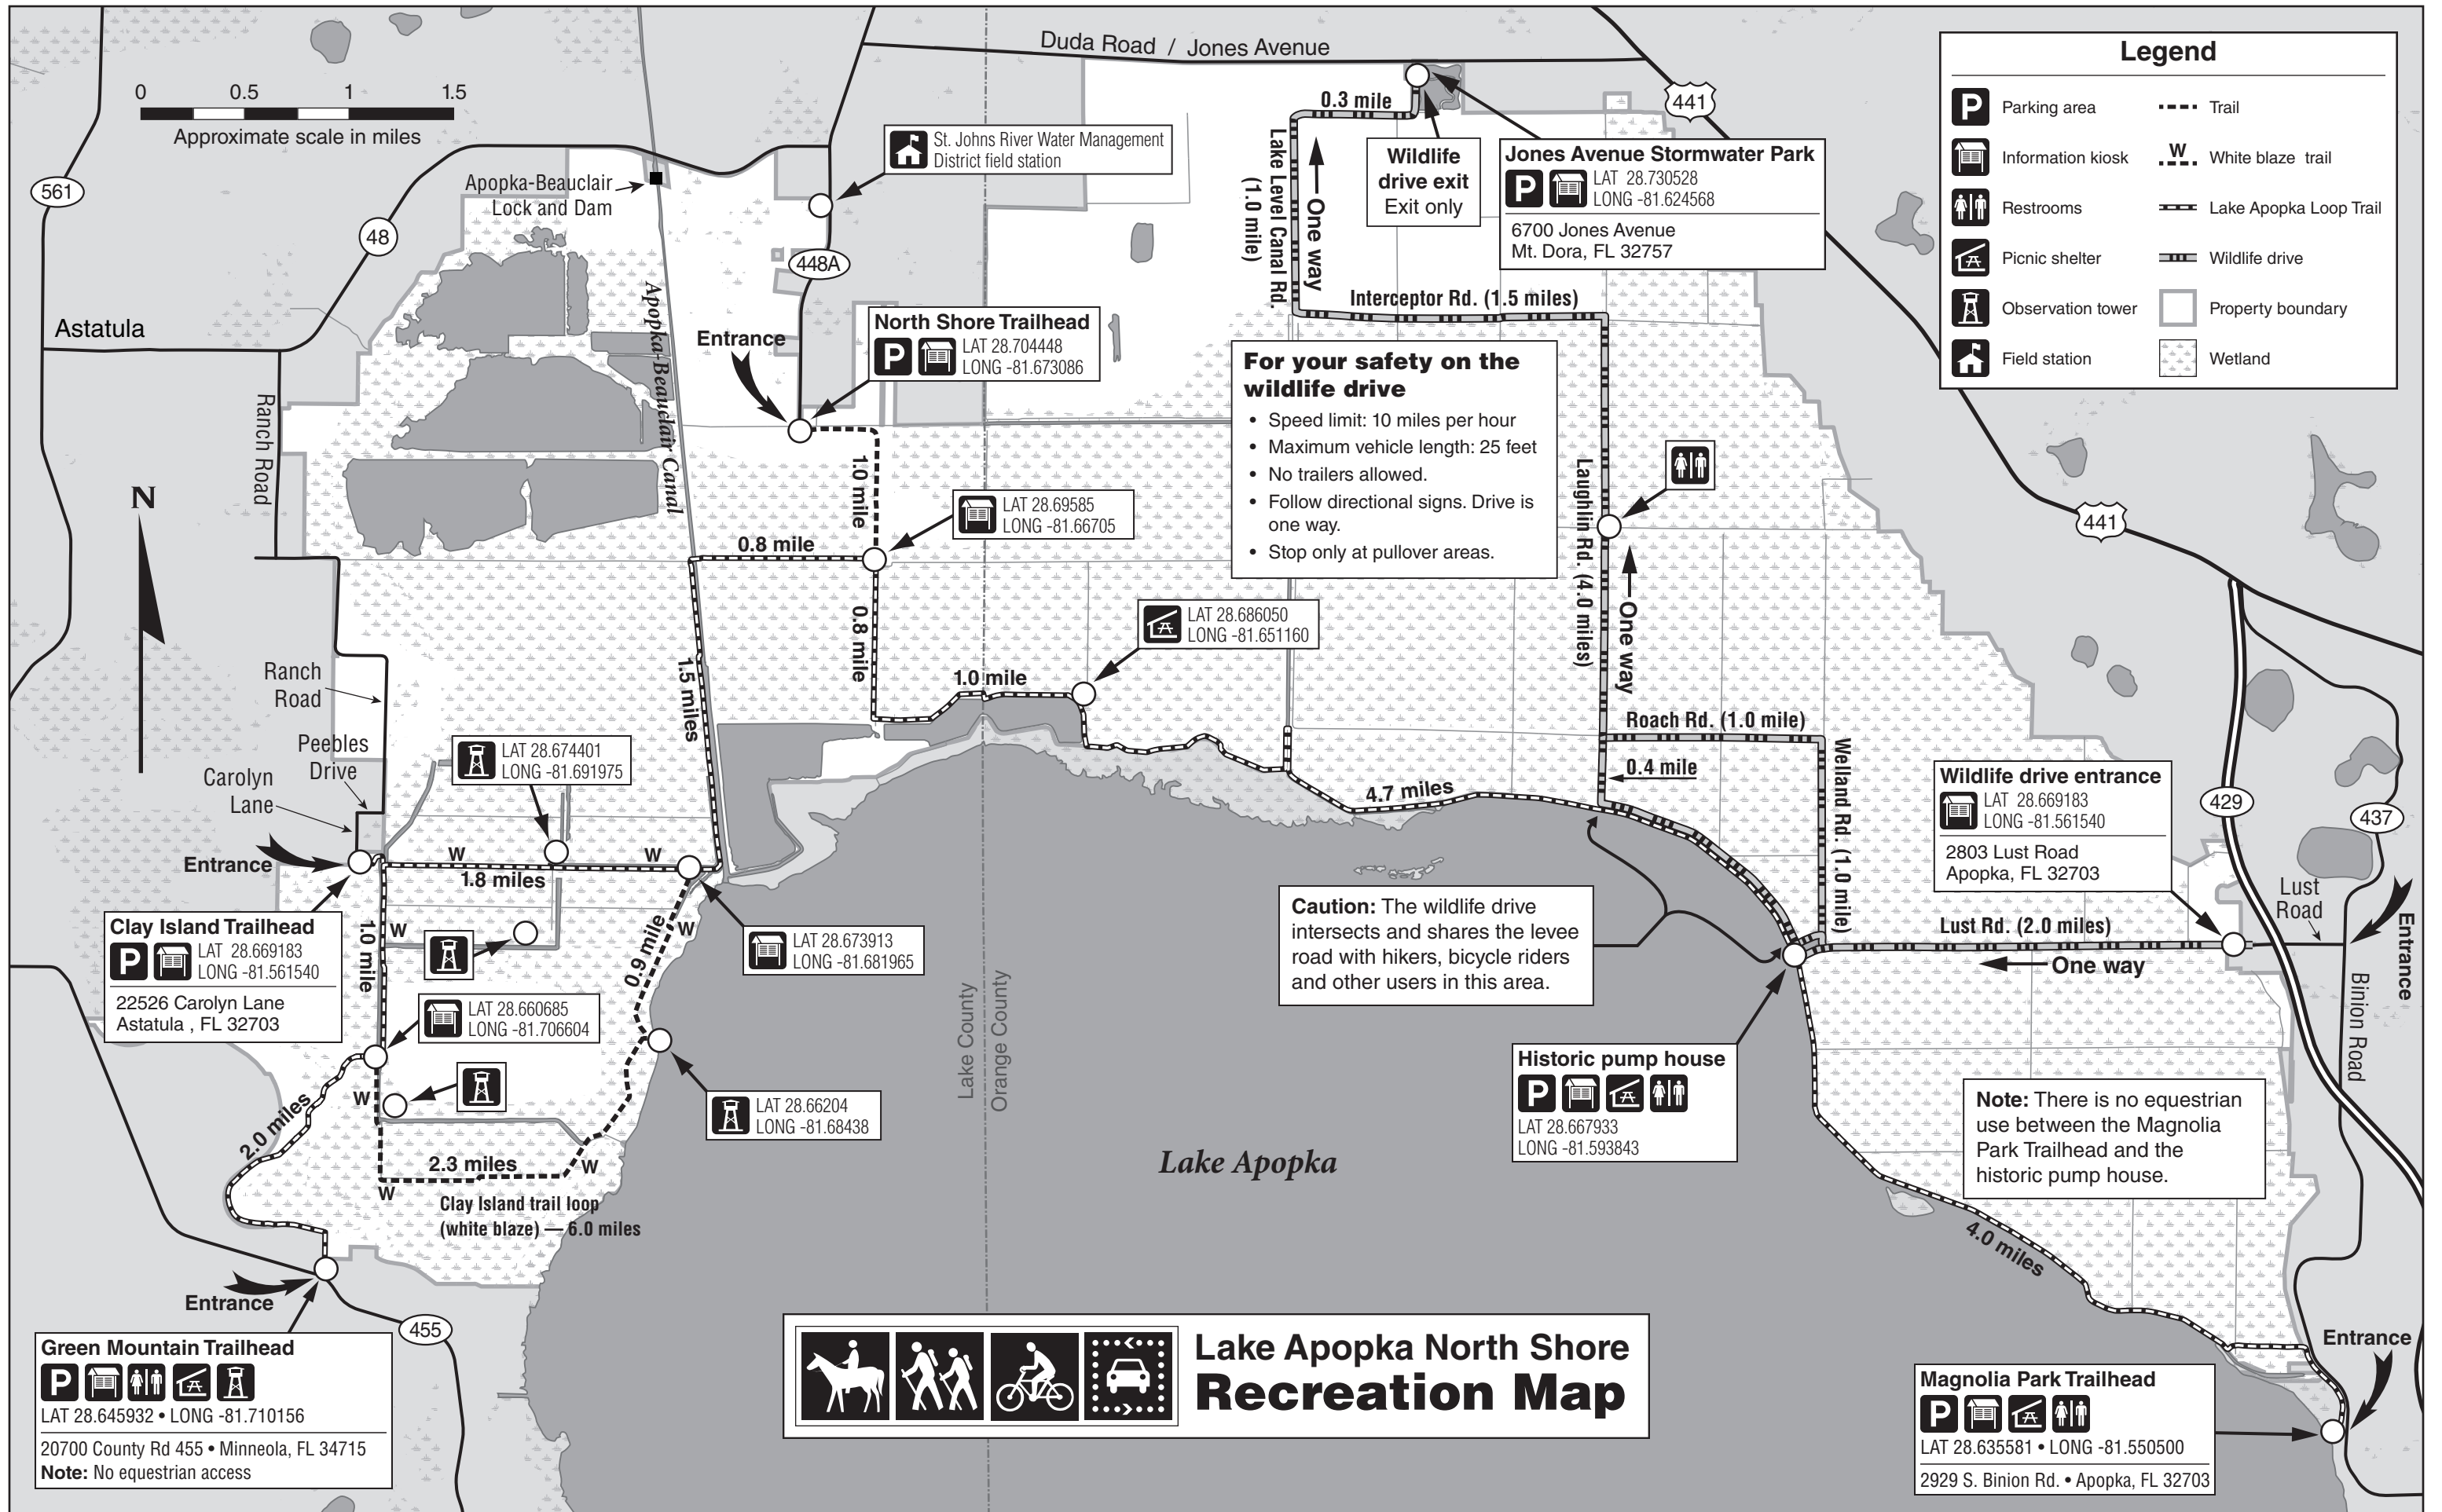 Duda Road / Jones Avenue
0 0.5 1 1.5
Approximate scale in miles
561
48
Astatula
Ranch Road
N
Apopka-Beauclair
Lock and Dam
Apopka-Beauclair Canal
St. Johns River Water Management
District field station
448A
Entrance
North Shore Trailhead
P
LAT 28.704448
LONG -81.673086
1.0 mile
LAT 28.69585
LONG -81.66705
0.8 mile
0.8 mile
1.5 miles
1.0 mile
LAT 28.686050
LONG -81.651160
0.3 mile
Lake Level Canal Rd.
(1.0 mile)
One way
Wildlife
drive exit
Exit only
Jones Avenue Stormwater Park
P
LAT 28.730528
LONG -81.624568
6700 Jones Avenue
Mt. Dora, FL 32757
441
Interceptor Rd. (1.5 miles)
For your safety on the
wildlife drive
• Speed limit: 10 miles per hour
• Maximum vehicle length: 25 feet
• No trailers allowed.
• Follow directional signs. Drive is
one way.
• Stop only at pullover areas.
Laughlin Rd. (4.0 miles)
One way
Legend
P Parking area
Information kiosk
Restrooms
Picnic shelter
Observation tower
Field station
Trail
W White blaze trail
Lake Apopka Loop Trail
Wildlife drive
Property boundary
Wetland
441
Roach Rd. (1.0 mile)
0.4 mile
4.7 miles
Welland Rd. (1.0 mile)
Wildlife drive entrance
LAT 28.669183
LONG -81.561540
2803 Lust Road
Apopka, FL 32703
429
437
Lust
Road
Entrance
Lust Rd. (2.0 miles)
One way
Binion Road
Caution: The wildlife drive
intersects and shares the levee
road with hikers, bicycle riders
and other users in this area.
Historic pump house
P
LAT 28.667933
LONG -81.593843
Note: There is no equestrian
use between the Magnolia
Park Trailhead and the
historic pump house.
4.0 miles
Entrance
Magnolia Park Trailhead
P
LAT 28.635581 • LONG -81.550500
2929 S. Binion Rd. • Apopka, FL 32703
Ranch
Road
Peebles
Drive
Carolyn
Lane
Entrance
LAT 28.674401
LONG -81.691975
W
W
1.8 miles
Clay Island Trailhead
P
LAT 28.669183
LONG -81.561540
22526 Carolyn Lane
Astatula , FL 32703
1.0 mile
W
W
0.9 mile
LAT 28.673913
LONG -81.681965
LAT 28.660685
LONG -81.706604
W
2.0 miles
LAT 28.66204
LONG -81.68438
2.3 miles
W
W
Clay Island trail loop
(white blaze) — 6.0 miles
Lake County
Orange County
Lake Apopka
Entrance
455
Green Mountain Trailhead
P
LAT 28.645932 • LONG -81.710156
20700 County Rd 455 • Minneola, FL 34715
Note: No equestrian access
Lake Apopka North Shore
Recreation Map